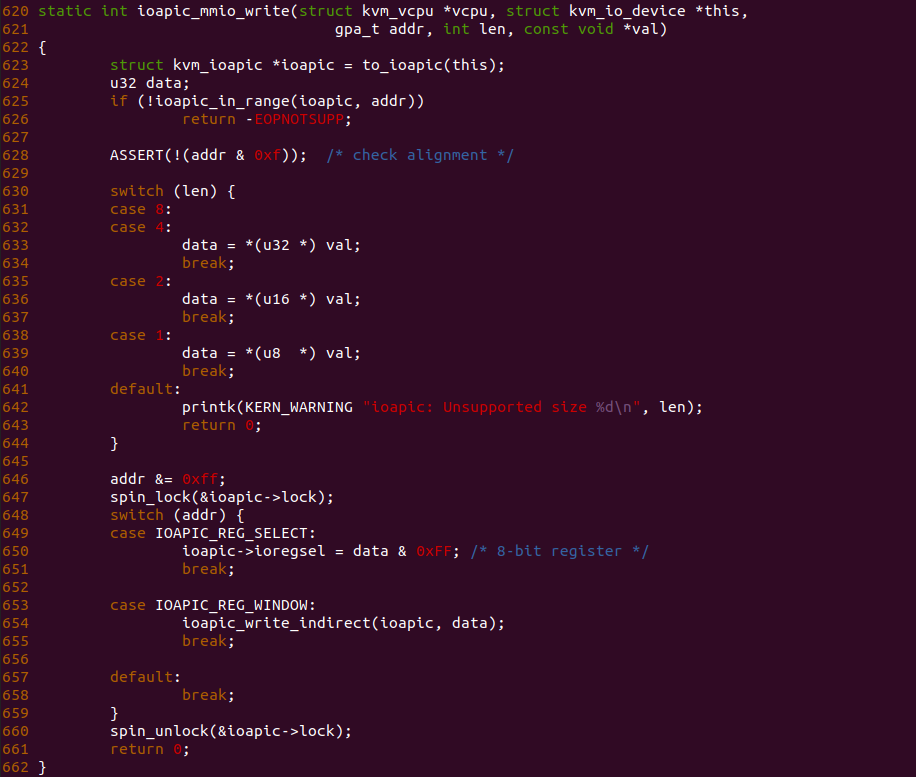 620 static int ioapic_mmio_write(struct kvm_vcpu *vcpu, struct kvm_io_device *this,
621                                  gpa_t addr, int len, const void *val)
622 {
623         struct kvm_ioapic *ioapic = to_ioapic(this);
624         u32 data;
625         if (!ioapic_in_range(ioapic, addr))
626                 return -EOPNOTSUPP;
627
628         ASSERT(!(addr & 0xf));  /* check alignment */
629
630         switch (len) {
631         case 8:
632         case 4:
633                 data = *(u32 *) val;
634                 break;
635         case 2:
636                 data = *(u16 *) val;
637                 break;
638         case 1:
639                 data = *(u8  *) val;
640                 break;
641         default:
642                 printk(KERN_WARNING "ioapic: Unsupported size %d\n", len);
643                 return 0;
644         }
645
646         addr &= 0xff;
647         spin_lock(&ioapic->lock);
648         switch (addr) {
649         case IOAPIC_REG_SELECT:
650                 ioapic->ioregsel = data & 0xFF; /* 8-bit register */
651                 break;
652
653         case IOAPIC_REG_WINDOW:
654                 ioapic_write_indirect(ioapic, data);
655                 break;
656
657         default:
658                 break;
659         }
660         spin_unlock(&ioapic->lock);
661         return 0;
662 }